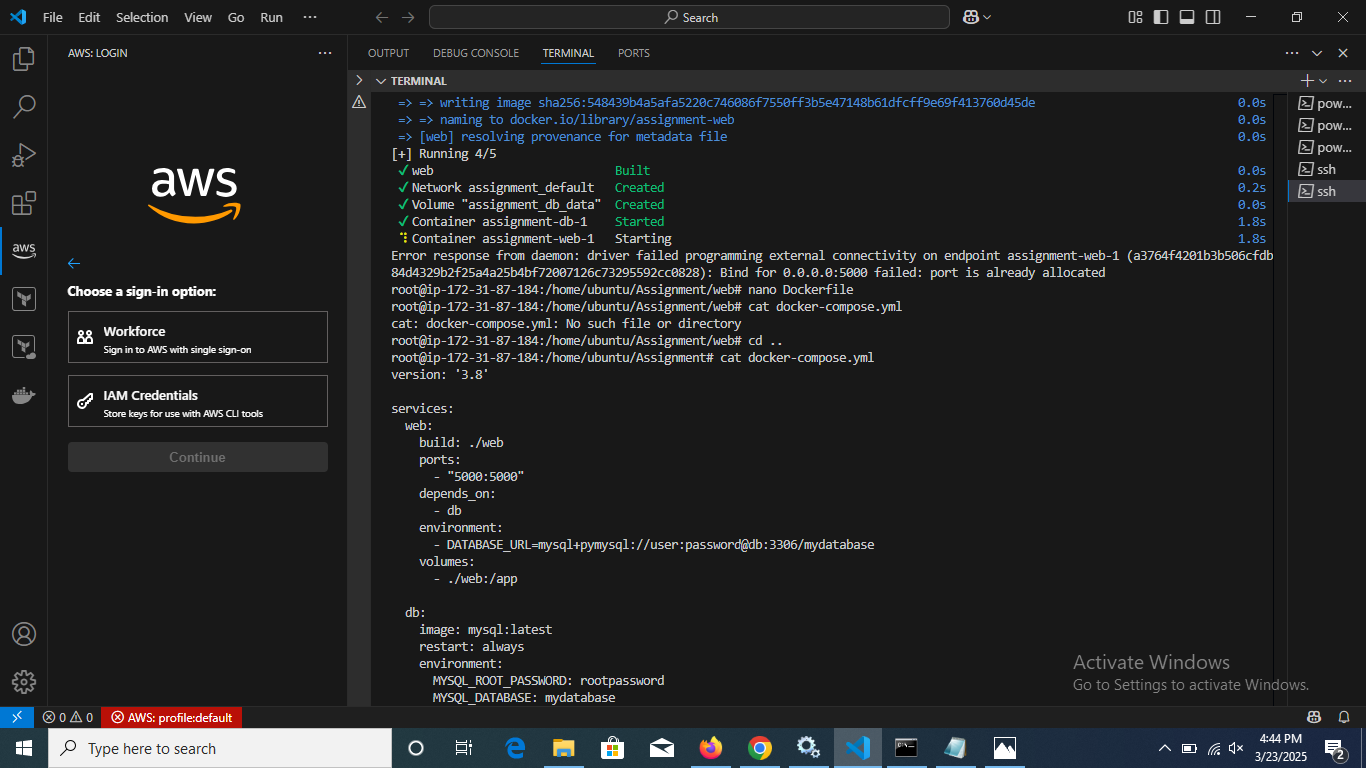 File Edit Selection View Go Run ···
Search
AWS: LOGIN
aws
aws
Choose a sign-in option:
Workforce
Sign in to AWS with single sign-on
IAM Credentials
Store keys for use with AWS CLI tools
Continue
OUTPUT DEBUG CONSOLE TERMINAL PORTS
TERMINAL
=> => writing image sha256:548439b4a5afa5220c746086f7550ff3b5e47148b61dfcff9e69f413760d45de 0.0s
=> => naming to docker.io/library/assignment-web 0.0s
=> [web] resolving provenance for metadata file 0.0s
[+] Running 4/5
✓ web Built 0.0s
✓ Network assignment_default Created 0.2s
✓ Volume "assignment_db_data" Created 0.0s
✓ Container assignment-db-1 Started 1.8s
Container assignment-web-1 Starting 1.8s
Error response from daemon: driver failed programming external connectivity on endpoint assignment-web-1 (a3764f4201b3b506cfdb
84d4329b2f25a4a25b4bf72007126c73295592cc0828): Bind for 0.0.0.0:5000 failed: port is already allocated
root@ip-172-31-87-184:/home/ubuntu/Assignment/web# nano Dockerfile
root@ip-172-31-87-184:/home/ubuntu/Assignment/web# cat docker-compose.yml
cat: docker-compose.yml: No such file or directory
root@ip-172-31-87-184:/home/ubuntu/Assignment/web# cd ..
root@ip-172-31-87-184:/home/ubuntu/Assignment# cat docker-compose.yml
version: '3.8'
services:
web:
build: ./web
ports:
- "5000:5000"
depends_on:
- db
environment:
- DATABASE_URL=mysql+pymysql://user:password@db:3306/mydatabase
volumes:
- ./web:/app
db:
image: mysql:latest
restart: always
environment:
MYSQL_ROOT_PASSWORD: rootpassword
MYSQL_DATABASE: mydatabase
pow...
pow...
pow...
ssh
ssh
Activate Windows
Go to Settings to activate Windows.
0 0 AWS: profile:default
Type here to search
4:44 PM
3/23/2025
2